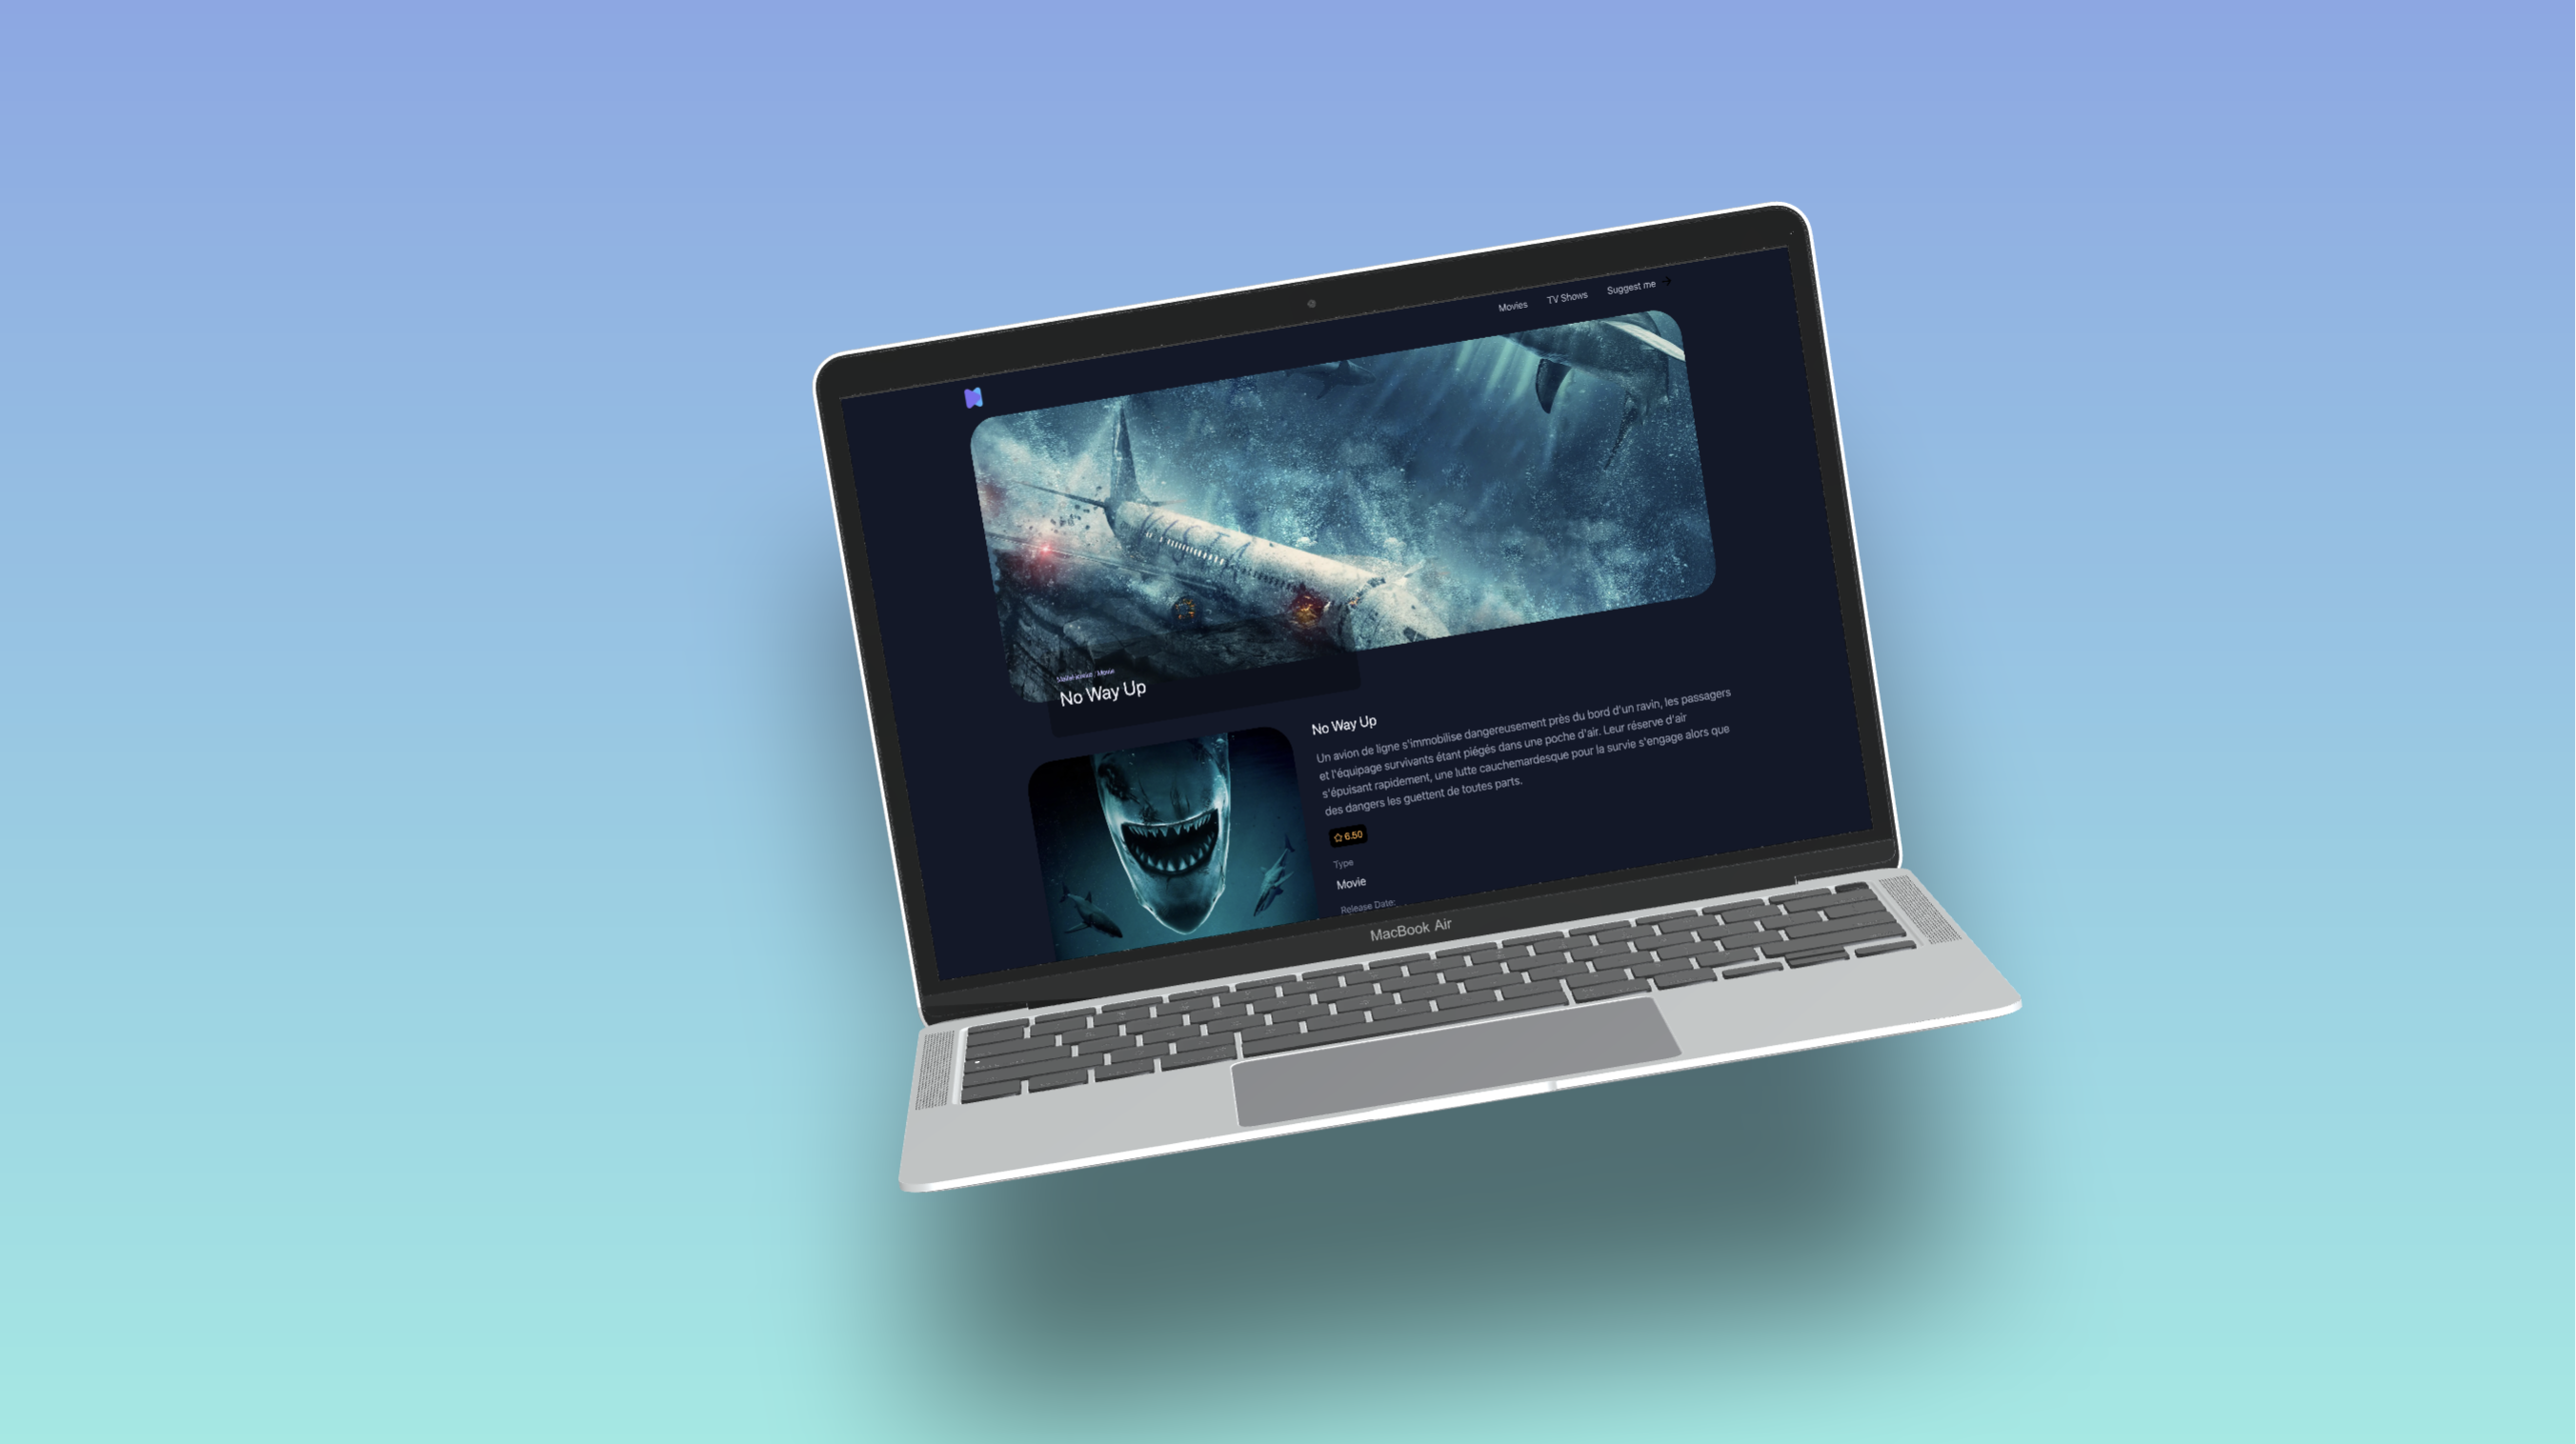 Movies
TV Shows
Suggest me →
Movie
No Way Up
No Way Up
Un avion de ligne s'immobilise dangereusement près du bord d'un ravin, les passagers
et l'équipage survivants étant piégés dans une poche d'air. Leur réserve d'air
s'épuisant rapidement, une lutte cauchemardesque pour la survie s'engage alors que
des dangers les guettent de toutes parts.
6.50
Type
Movie
Release Date:
MacBook Air